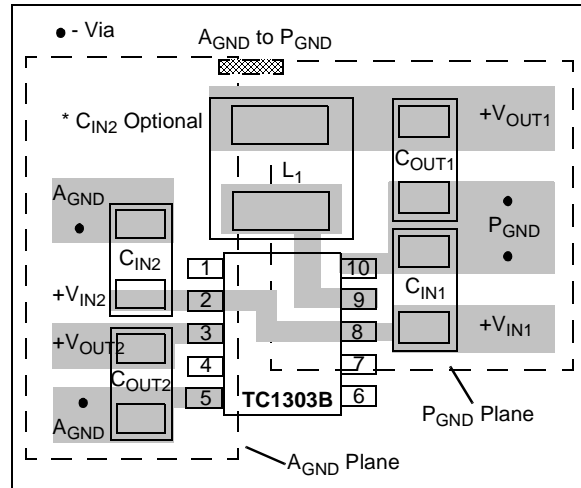 ● - Via
AGND to PGND
* CIN2 Optional
+VOUT1
COUT1
L1
AGND
PGND
CIN2
1
10
CIN1
+VIN2
2
9
+VOUT2
3
8
+VIN1
COUT2
4
7
5
TC1303B
6
AGND
PGND Plane
AGND Plane